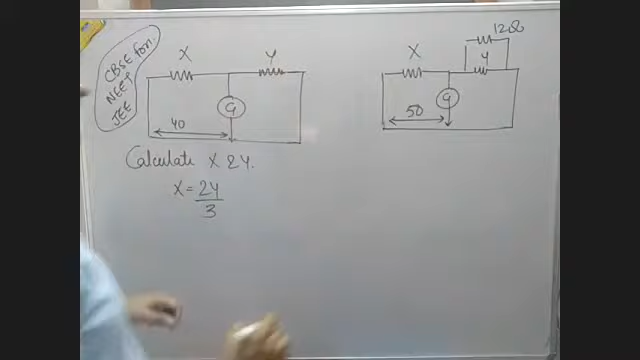 CBSE for
NEET
JEE
X
Y
G
40
X
12Ω
Y
G
50
Calculate X & Y.
X = 2Y
3